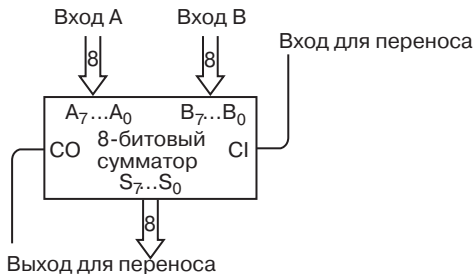 Вход A Вход B
Вход для переноса
8 8
A7...A0 B7...B0
8-битовый
CO сумматор CI
S7...S0
8
Выход для переноса